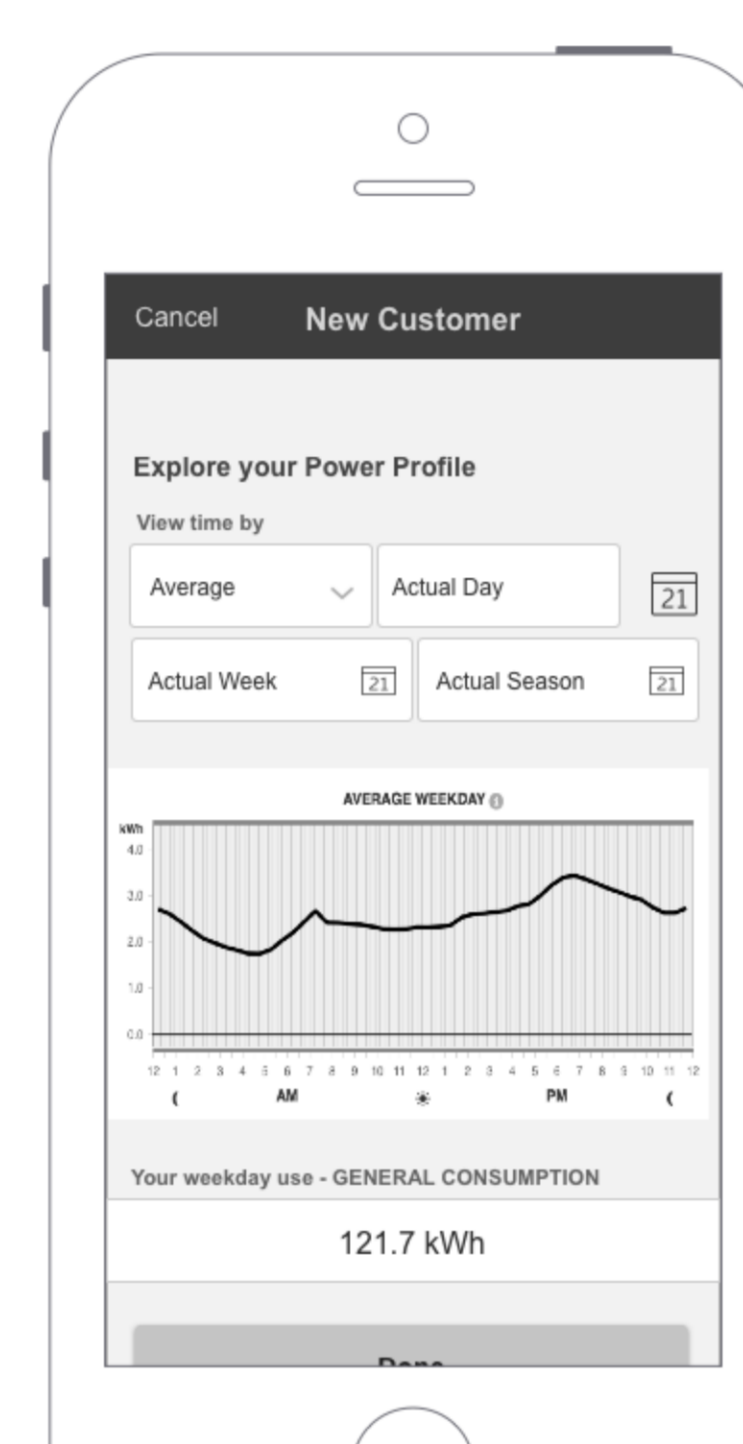 Cancel New Customer
Explore your Power Profile
View time by
Average Actual Day 21
Actual Week 21 Actual Season 21
AVERAGE WEEKDAY
kWh
4.0
3.0
2.0
1.0
0.0
12 1 2 3 4 5 6 7 8 9 10 11 12 1 2 3 4 5 6 7 8 9 10 11 12
AM PM
Your weekday use - GENERAL CONSUMPTION
121.7 kWh
Done